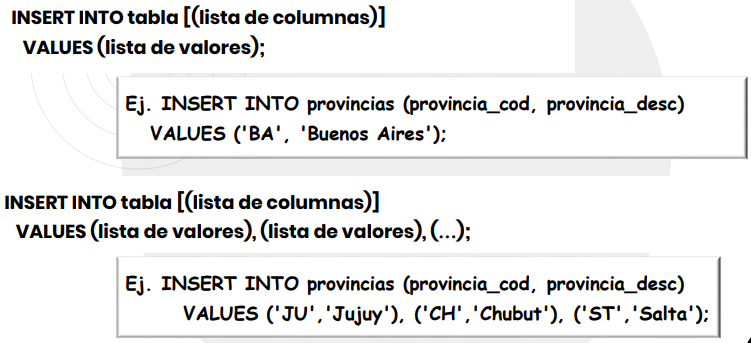 INSERT INTO tabla [(lista de columnas)]
VALUES (lista de valores);
Ej. INSERT INTO provincias (provincia_cod, provincia_desc)
VALUES ('BA', 'Buenos Aires');
INSERT INTO tabla [(lista de columnas)]
VALUES (lista de valores), (lista de valores), (...);
Ej. INSERT INTO provincias (provincia_cod, provincia_desc)
VALUES ('JU','Jujuy'), ('CH','Chubut'), ('ST','Salta');